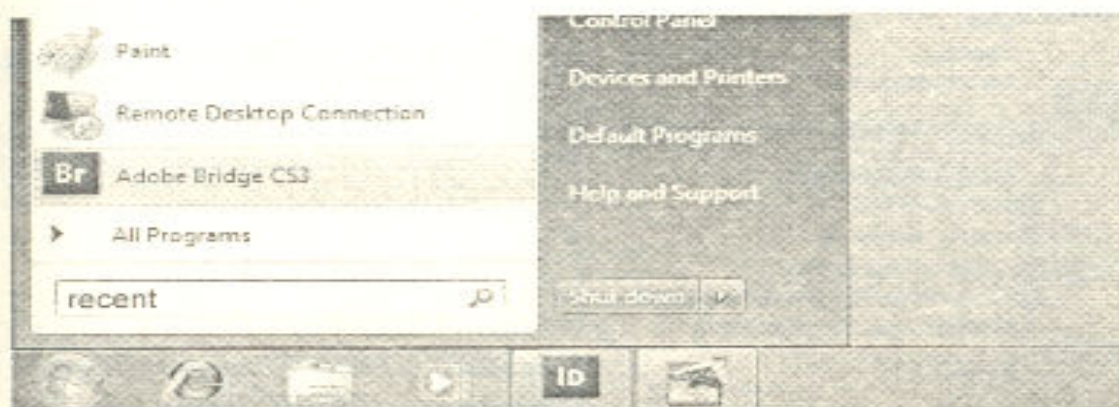 Paint
Remote Desktop Connection
Br Adobe Bridge CS3
All Programs
recent
Control Panel
Devices and Printers
Default Programs
Help and Support
Shut down
ID